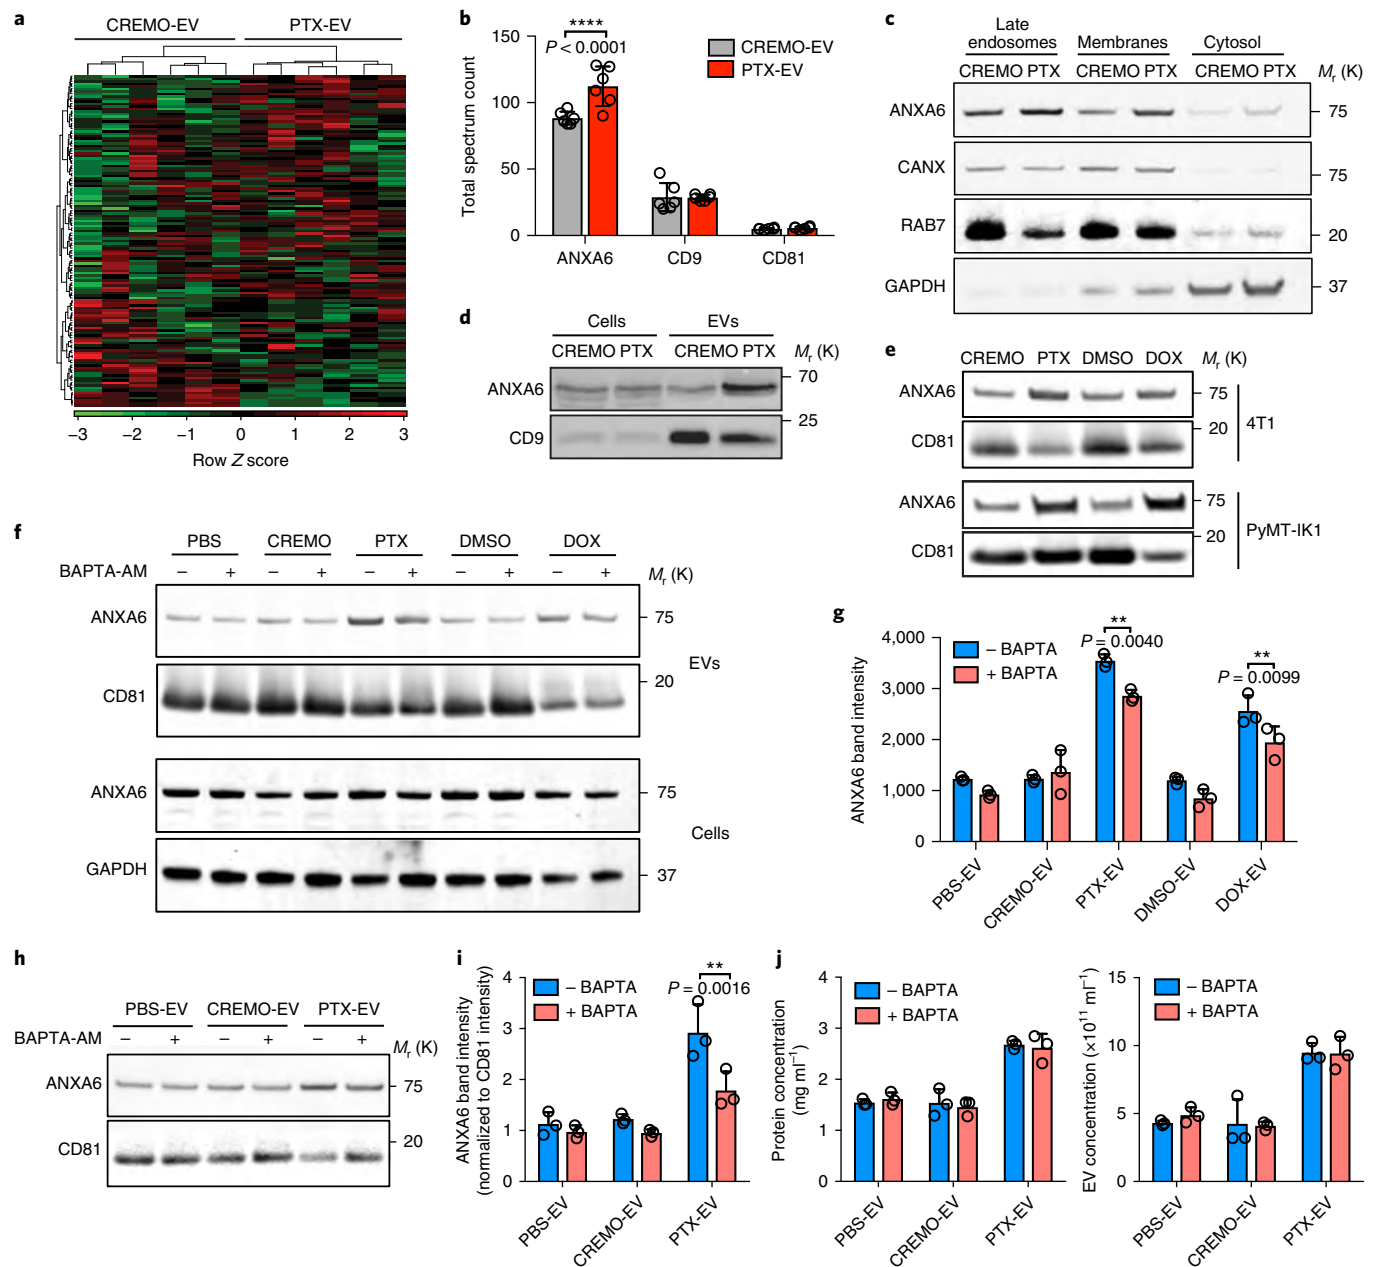 a
CREMO-EV PTX-EV
−3 −2 −1 0 1 2 3
Row Z score
b
****
P < 0.0001
CREMO-EV
PTX-EV
Total spectrum count
150
100
50
0
ANXA6 CD9 CD81
c
Late endosomes Membranes Cytosol
CREMO PTX CREMO PTX CREMO PTX Mr (K)
ANXA6 75
CANX 75
RAB7 20
GAPDH 37
d
Cells EVs
CREMO PTX CREMO PTX Mr (K)
ANXA6 70
CD9 25
e
CREMO PTX DMSO DOX Mr (K)
ANXA6 75
CD81 20
4T1
ANXA6 75
CD81 20
PyMT-IK1
f
PBS CREMO PTX DMSO DOX
BAPTA-AM − + − + − + − + − + Mr (K)
ANXA6 75
CD81 20
EVs
ANXA6 75
GAPDH 37
Cells
g
− BAPTA
+ BAPTA
**
P = 0.0040
**
P = 0.0099
ANXA6 band intensity
4,000
3,000
2,000
1,000
0
PBS-EV CREMO-EV PTX-EV DMSO-EV DOX-EV
h
PBS-EV CREMO-EV PTX-EV
BAPTA-AM − + − + − + Mr (K)
ANXA6 75
CD81 20
i
− BAPTA
+ BAPTA
**
P = 0.0016
ANXA6 band intensity
(normalized to CD81 intensity)
4
3
2
1
0
PBS-EV CREMO-EV PTX-EV
j
− BAPTA
+ BAPTA
Protein concentration
(mg ml−1)
4
3
2
1
0
PBS-EV CREMO-EV PTX-EV
− BAPTA
+ BAPTA
EV concentration (×10¹¹ ml−1)
15
10
5
0
PBS-EV CREMO-EV PTX-EV